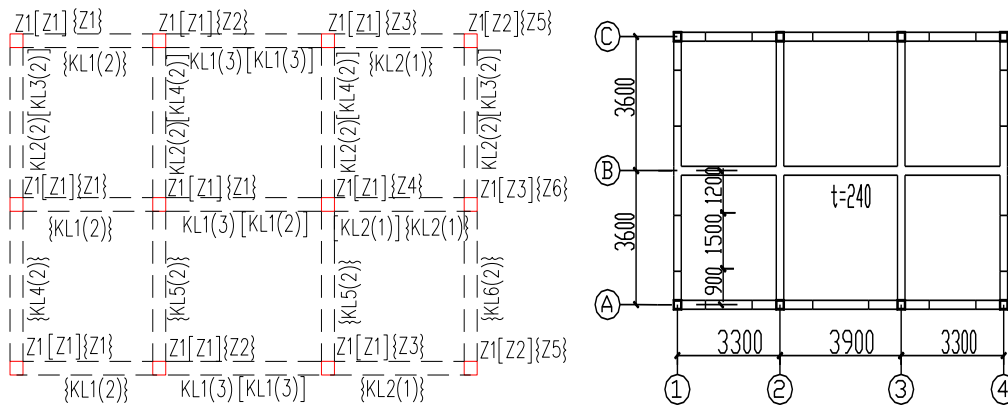 Z1[Z1]{Z1} Z1[Z1]{Z2} Z1[Z1]{Z3} Z1[Z2]{Z5}
{KL1(2)} KL1(3)[KL1(3)] {KL2(1)}
KL2(2)[KL3(2)] KL2(2)[KL4(2)] KL2(2)[KL4(2)] KL2(2)[KL3(2)]
Z1[Z1]{Z1} Z1[Z1]{Z1} Z1[Z1]{Z4} Z1[Z3]{Z6}
{KL1(2)} KL1(3)[KL1(2)] [KL2(1)]{KL2(1)}
{KL4(2)} {KL5(2)} {KL5(2)} {KL6(2)}
Z1[Z1]{Z1} Z1[Z1]{Z2} Z1[Z1]{Z3} Z1[Z2]{Z5}
{KL1(2)} KL1(3)[KL1(3)] {KL2(1)}
C
3600
B
1200
t=240
3600
1500
900
A
3300 3900 3300
1 2 3 4